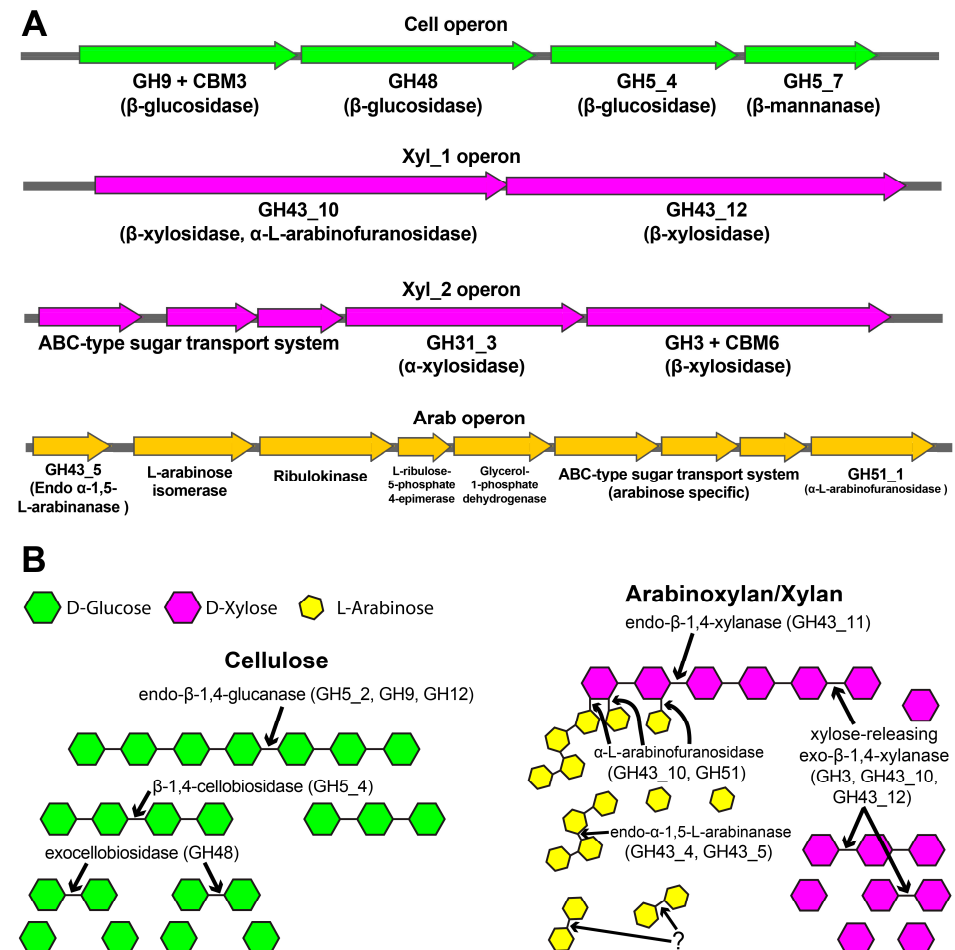 A
Cell operon
GH9 + CBM3
(β-glucosidase)
GH48
(β-glucosidase)
GH5_4
(β-glucosidase)
GH5_7
(β-mannanase)
Xyl_1 operon
GH43_10
(β-xylosidase, α-L-arabinofuranosidase)
GH43_12
(β-xylosidase)
Xyl_2 operon
ABC-type sugar transport system
GH31_3
(α-xylosidase)
GH3 + CBM6
(β-xylosidase)
Arab operon
GH43_5
(Endo α-1,5-
L-arabinanase )
L-arabinose
isomerase
Ribulokinase
L-ribulose-
5-phosphate
4-epimerase
Glycerol-
1-phosphate
dehydrogenase
ABC-type sugar transport system
(arabinose specific)
GH51_1
(α-L-arabinofuranosidase )
B
D-Glucose
D-Xylose
L-Arabinose
Cellulose
endo-β-1,4-glucanase (GH5_2, GH9, GH12)
β-1,4-cellobiosidase (GH5_4)
exocellobiosidase (GH48)
Arabinoxylan/Xylan
endo-β-1,4-xylanase (GH43_11)
α-L-arabinofuranosidase
(GH43_10, GH51)
xylose-releasing
exo-β-1,4-xylanase
(GH3, GH43_10,
GH43_12)
endo-α-1,5-L-arabinanase
(GH43_4, GH43_5)
?